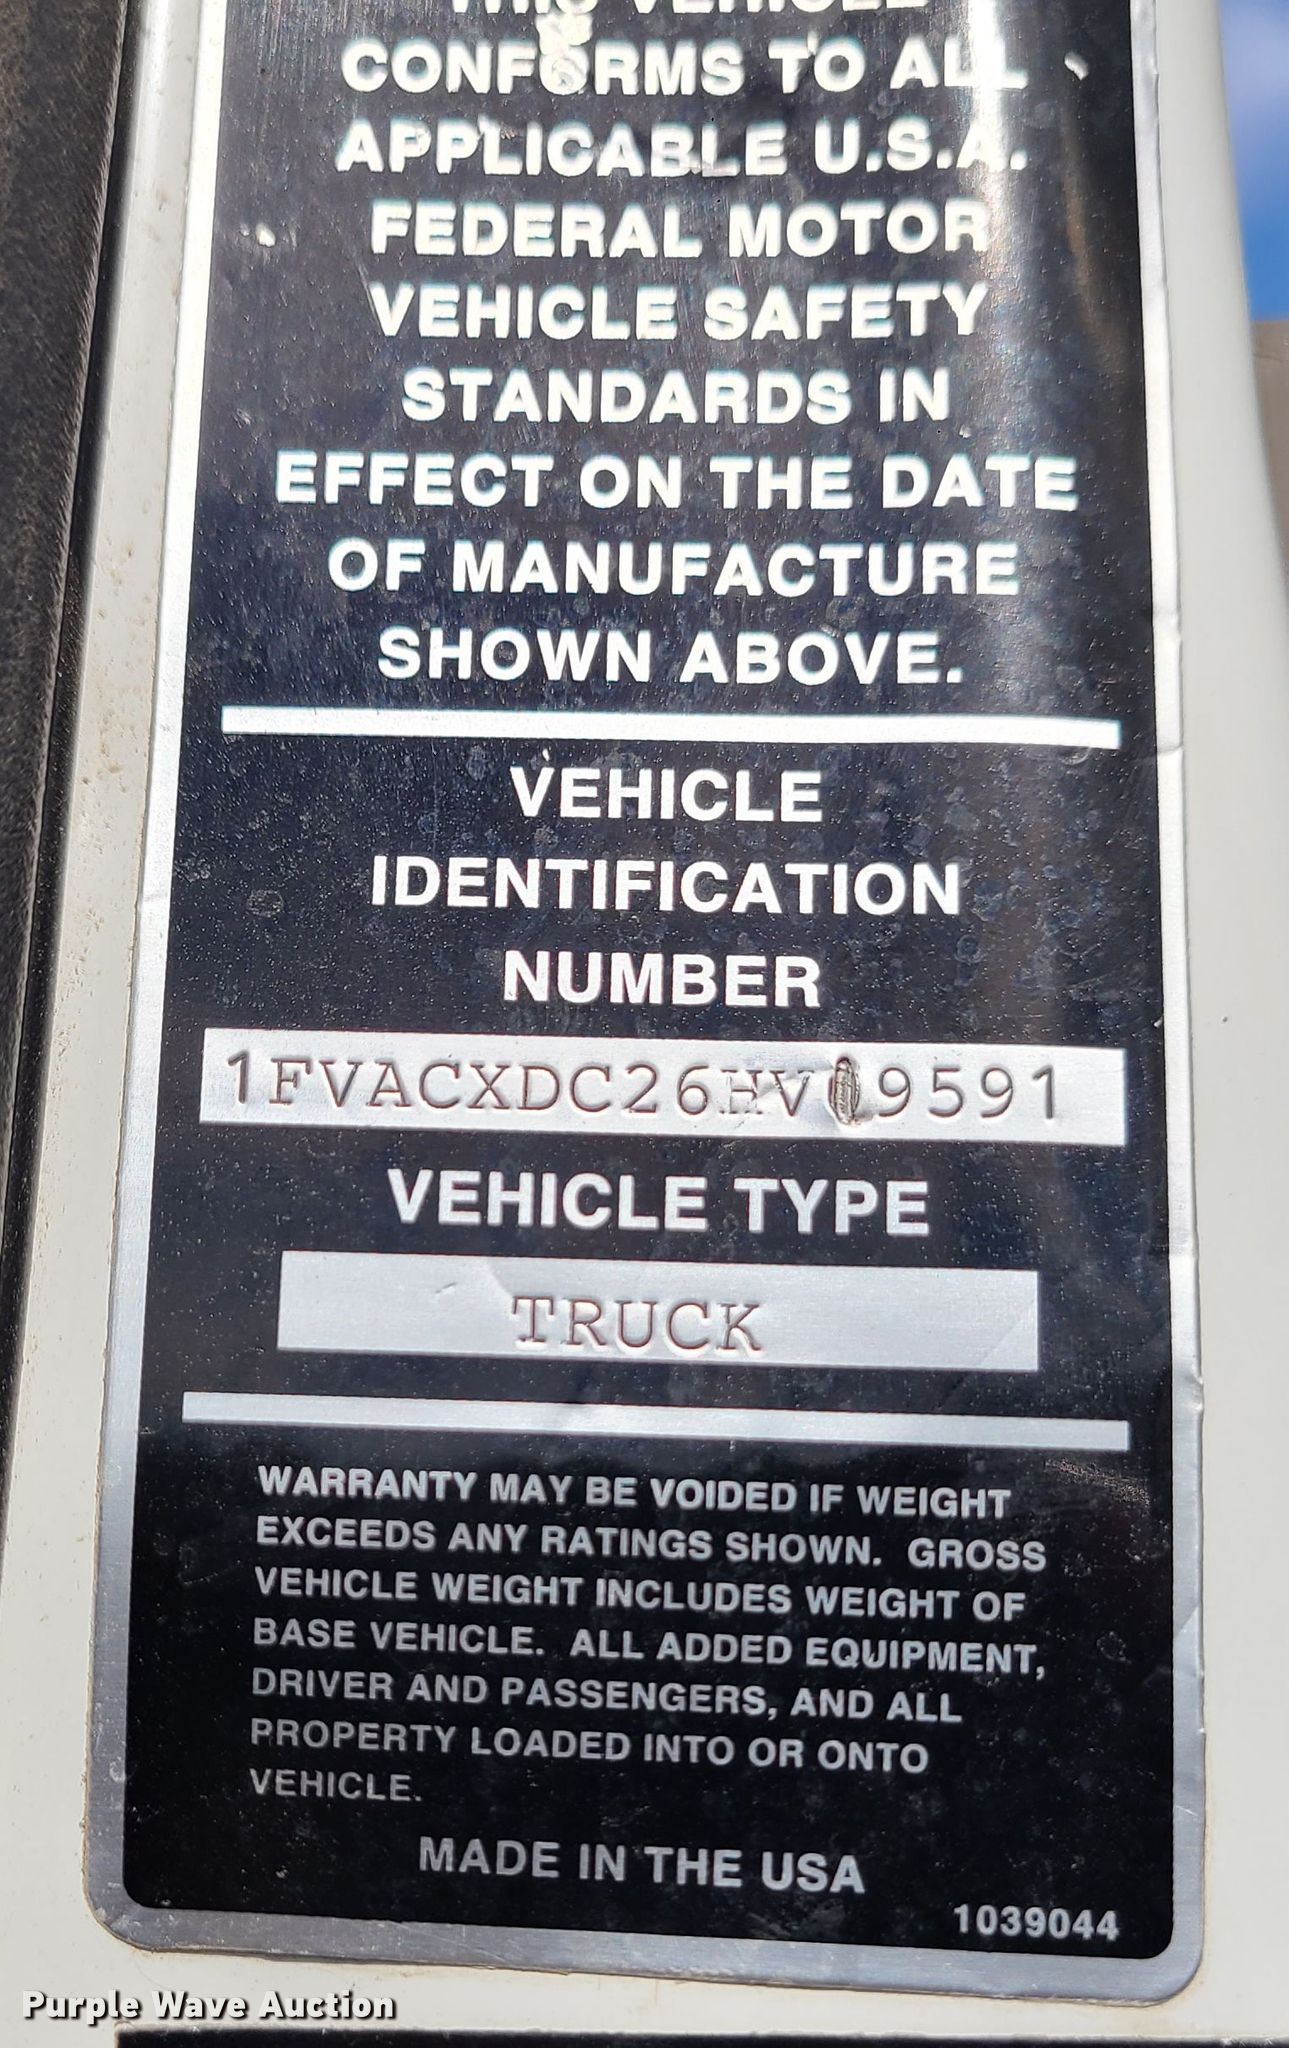 THIS VEHICLE
CONFORMS TO ALL
APPLICABLE U.S.A.
FEDERAL MOTOR
VEHICLE SAFETY
STANDARDS IN
EFFECT ON THE DATE
OF MANUFACTURE
SHOWN ABOVE.
VEHICLE
IDENTIFICATION
NUMBER
VEHICLE TYPE
TRUCK
WARRANTY MAY BE VOIDED IF WEIGHT
EXCEEDS ANY RATINGS SHOWN. GROSS
VEHICLE WEIGHT INCLUDES WEIGHT OF
BASE VEHICLE. ALL ADDED EQUIPMENT,
DRIVER AND PASSENGERS, AND ALL
PROPERTY LOADED INTO OR ONTO
VEHICLE.
MADE IN THE USA
1039044
Purple Wave Auction